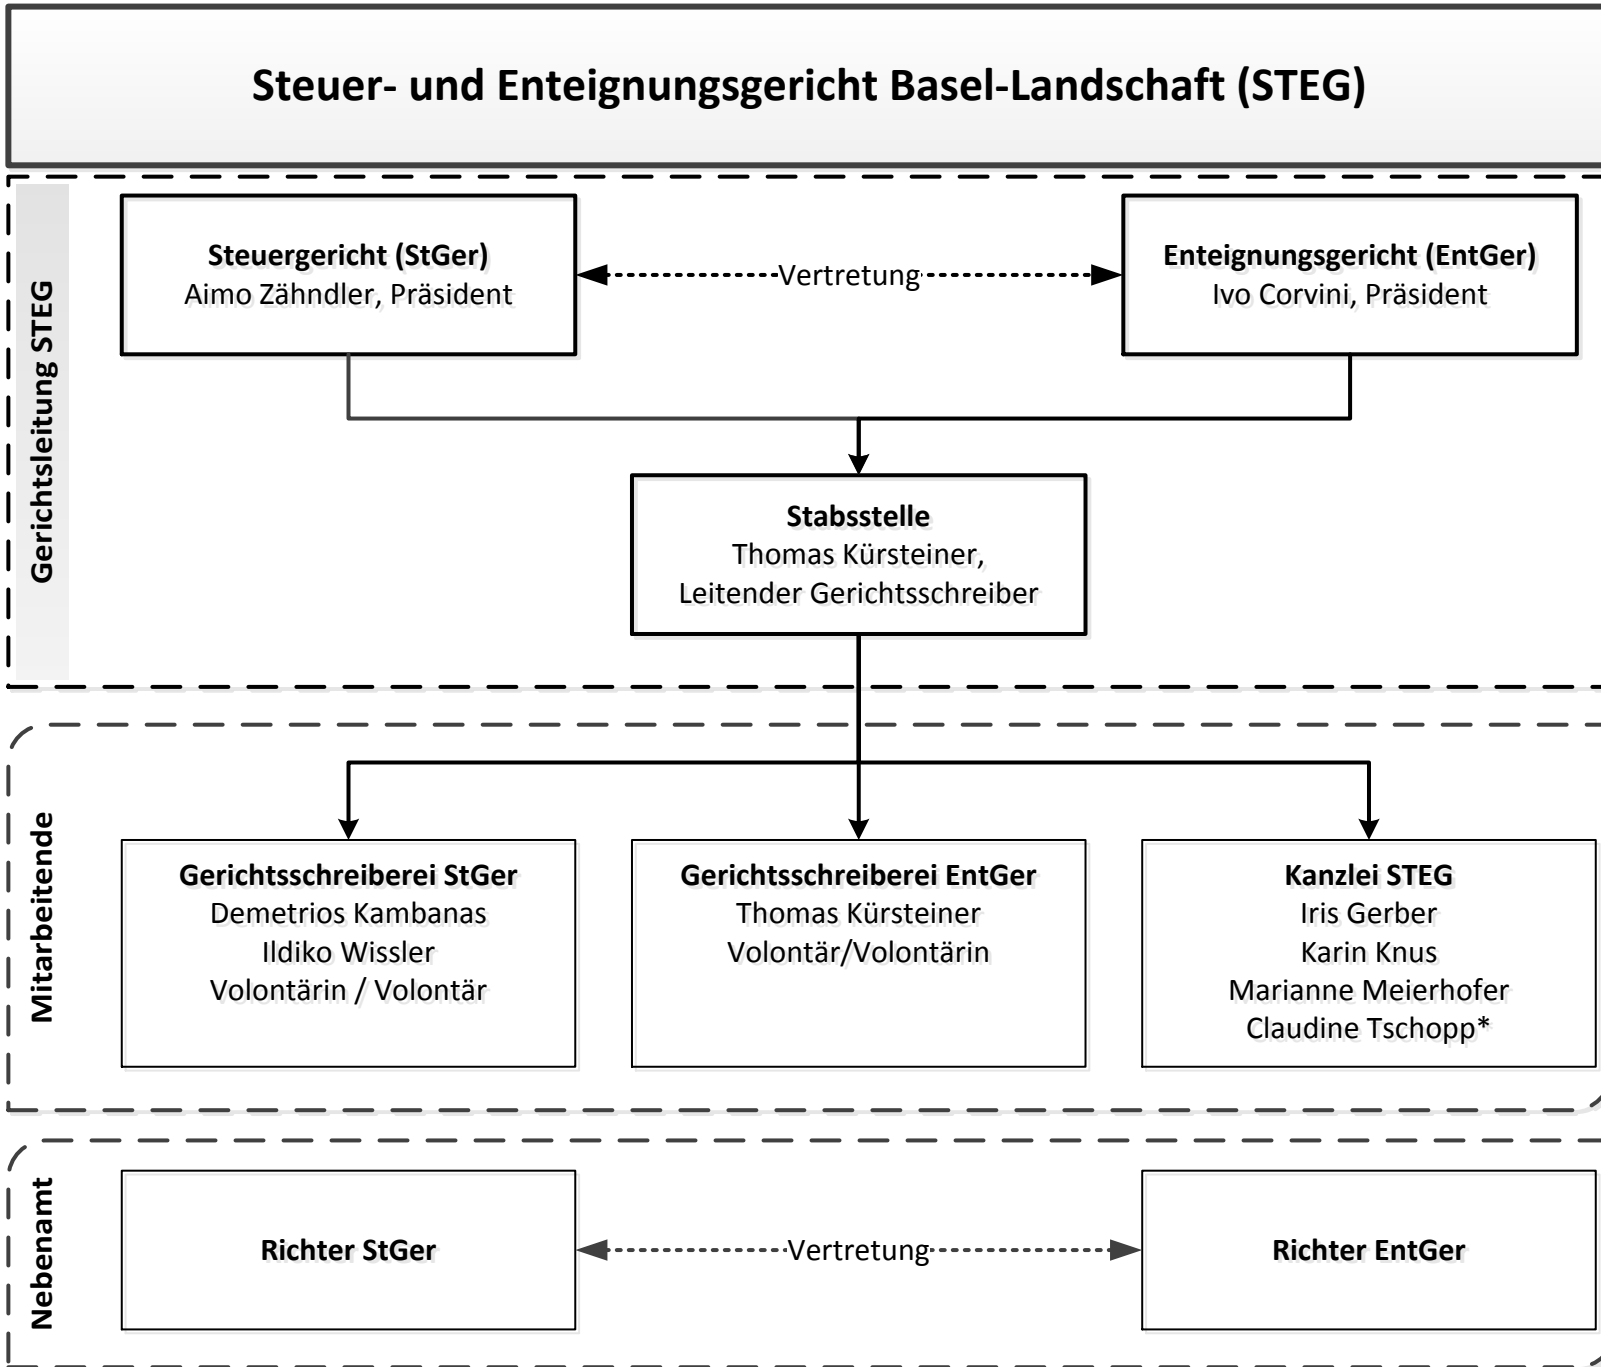 Steuer- und Enteignungsgericht Basel-Landschaft (STEG)
Gerichtsleitung STEG
Steuergericht (StGer)
Aimo Zähndler, Präsident
Vertretung
Enteignungsgericht (EntGer)
Ivo Corvini, Präsident
Stabsstelle
Thomas Kürsteiner,
Leitender Gerichtsschreiber
Mitarbeitende
Gerichtsschreiberei StGer
Demetrios Kambanas
Ildiko Wissler
Volontärin / Volontär
Gerichtsschreiberei EntGer
Thomas Kürsteiner
Volontär/Volontärin
Kanzlei STEG
Iris Gerber
Karin Knus
Marianne Meierhofer
Claudine Tschopp*
Nebenamt
Richter StGer
Vertretung
Richter EntGer